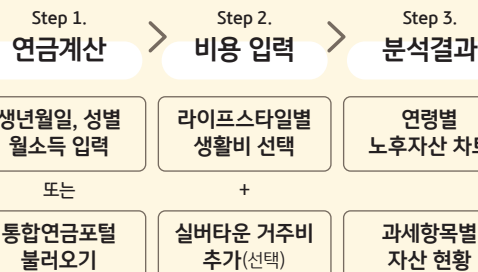 Step 1.
연금계산
Step 2.
비용 입력
Step 3.
분석결과
생년월일, 성별
월소득 입력
라이프스타일별
생활비 선택
연령별
노후자산 차트
또는
+
통합연금포털
불러오기
실버타운 거주비
추가(선택)
과세항목별
자산 현황